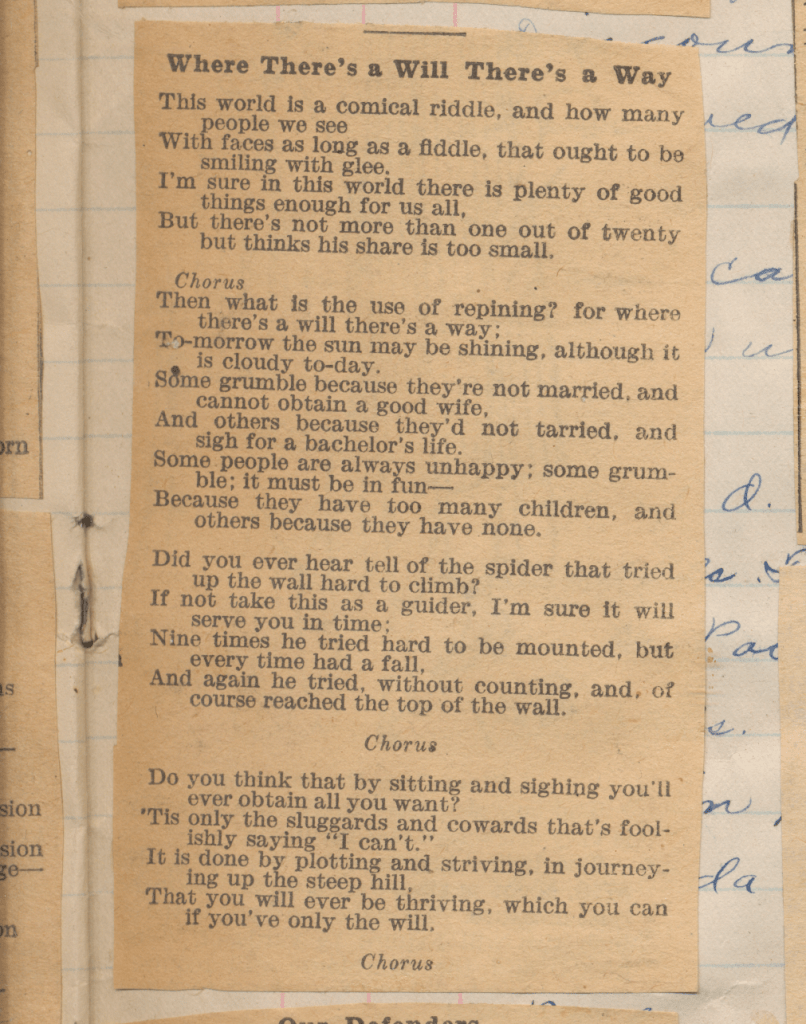 Where There's a Will There's a Way
This world is a comical riddle, and how many
people we see
With faces as long as a fiddle, that ought to be
smiling with glee.
I'm sure in this world there is plenty of good
things enough for us all,
But there's not more than one out of twenty
but thinks his share is too small.
Chorus
Then what is the use of repining? for where
there's a will there's a way;
To-morrow the sun may be shining, although it
is cloudy to-day.
Some grumble because they're not married, and
cannot obtain a good wife,
And others because they'd not tarried, and
sigh for a bachelor's life.
Some people are always unhappy; some grum-
ble; it must be in fun—
Because they have too many children, and
others because they have none.
Did you ever hear tell of the spider that tried
up the wall hard to climb?
If not take this as a guider, I'm sure it will
serve you in time;
Nine times he tried hard to be mounted, but
every time had a fall,
And again he tried, without counting, and, of
course reached the top of the wall.
Chorus
Do you think that by sitting and sighing you'll
ever obtain all you want?
'Tis only the sluggards and cowards that's fool-
ishly saying "I can't."
It is done by plotting and striving, in journey-
ing up the steep hill,
That you will ever be thriving, which you can
if you've only the will.
Chorus
Our Defenders